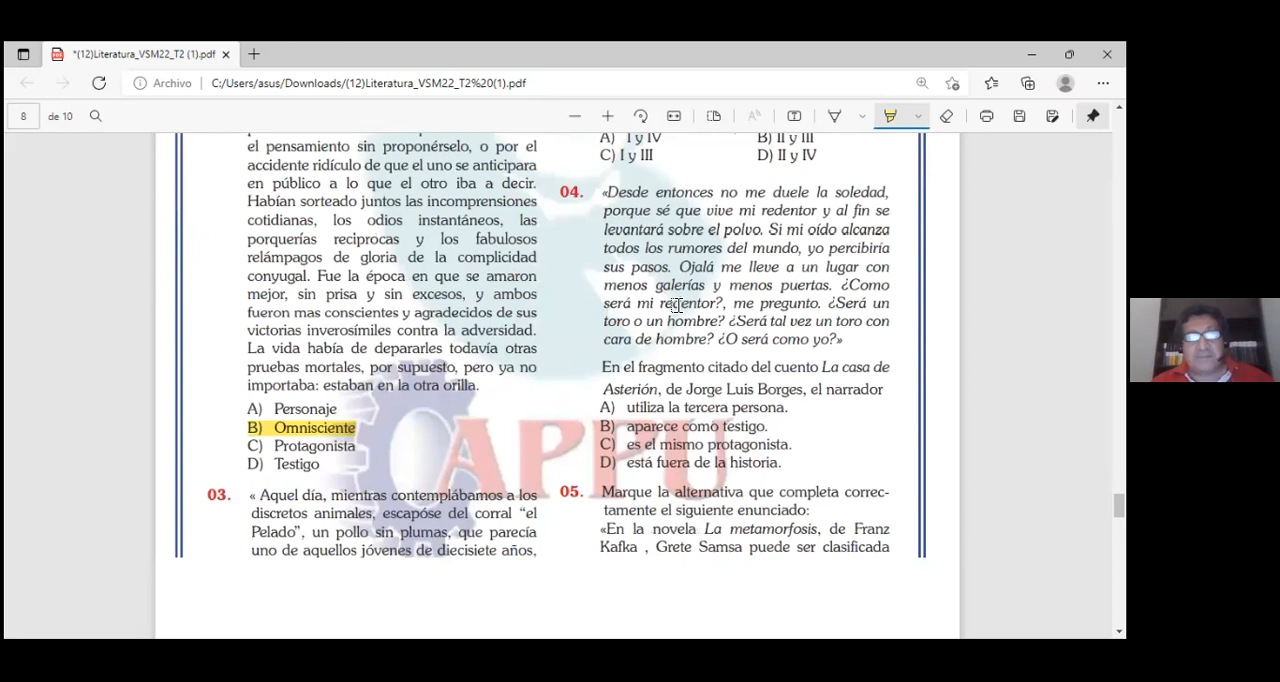 *(12)Literatura_VSM22_T2 (1).pdf
Archivo
C:/Users/asus/Downloads/(12)Literatura_VSM22_T2%20(1).pdf
8 de 10
el pensamiento sin proponérselo, o por el
accidente ridículo de que el uno se anticipara
en público a lo que el otro iba a decir.
Habían sorteado juntos las incomprensiones
cotidianas, los odios instantáneos, las
porquerías reciprocas y los fabulosos
relámpagos de gloria de la complicidad
conyugal. Fue la época en que se amaron
mejor, sin prisa y sin excesos, y ambos
fueron mas conscientes y agradecidos de sus
victorias inverosímiles contra la adversidad.
La vida había de depararles todavía otras
pruebas mortales, por supuesto, pero ya no
importaba: estaban en la otra orilla.
A) Personaje
B) Omnisciente
C) Protagonista
D) Testigo
03. « Aquel día, mientras contemplábamos a los
discretos animales, escapóse del corral “el
Pelado”, un pollo sin plumas, que parecía
uno de aquellos jóvenes de diecisiete años,
A) I y IV B) II y III
C) I y III D) II y IV
04. «Desde entonces no me duele la soledad,
porque sé que vive mi redentor y al fin se
levantará sobre el polvo. Si mi oído alcanza
todos los rumores del mundo, yo percibiría
sus pasos. Ojalá me lleve a un lugar con
menos galerías y menos puertas. ¿Como
será mi redentor?, me pregunto. ¿Será un
toro o un hombre? ¿Será tal vez un toro con
cara de hombre? ¿O será como yo?»
En el fragmento citado del cuento La casa de
Asterión, de Jorge Luis Borges, el narrador
A) utiliza la tercera persona.
B) aparece como testigo.
C) es el mismo protagonista.
D) está fuera de la historia.
05. Marque la alternativa que completa correc-
tamente el siguiente enunciado:
«En la novela La metamorfosis, de Franz
Kafka , Grete Samsa puede ser clasificada
APPU